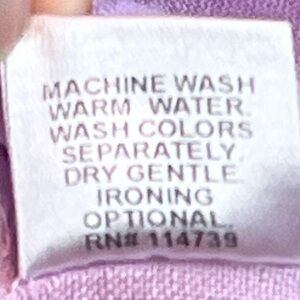 MACHINE WASH
WARM WATER.
WASH COLORS
SEPARATELY.
DRY GENTLE.
IRONING
OPTIONAL.
RN# 114739